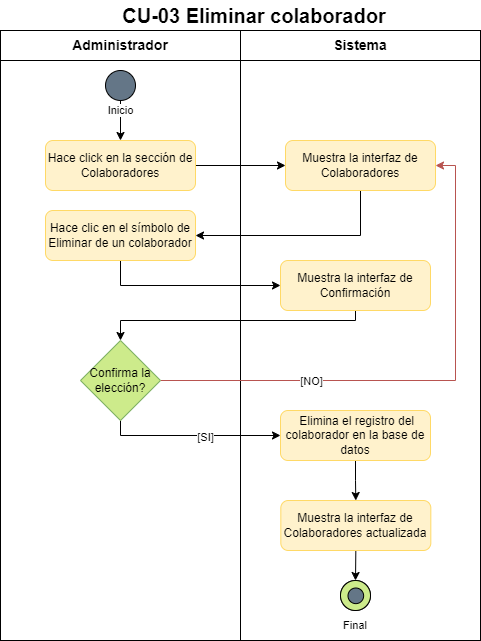 CU-03 Eliminar colaborador
Administrador
Sistema
Inicio
Hace click en la sección de
Colaboradores
Muestra la interfaz de
Colaboradores
Hace clic en el símbolo de
Eliminar de un colaborador
Muestra la interfaz de
Confirmación
Confirma la
elección?
[NO]
[SI]
Elimina el registro del
colaborador en la base de
datos
Muestra la interfaz de
Colaboradores actualizada
Final